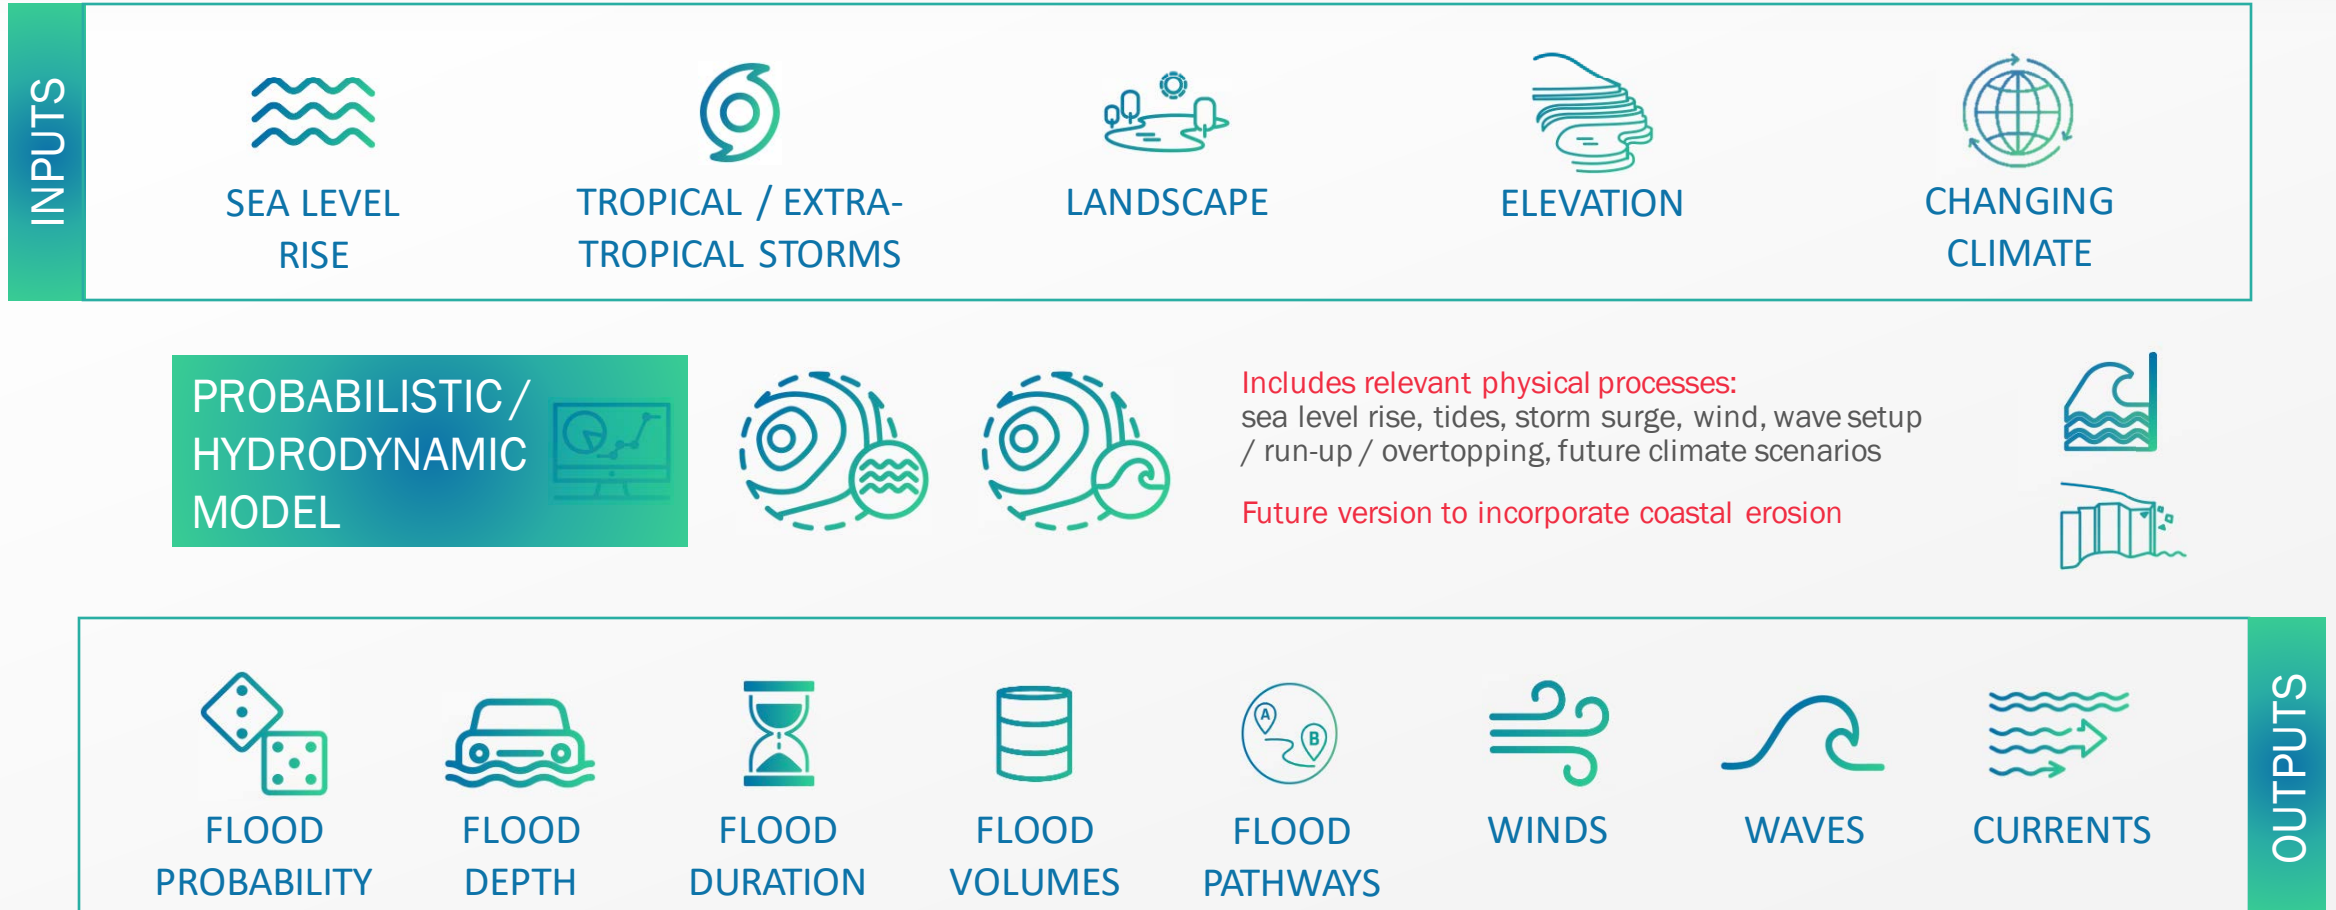 INPUTS
SEA LEVEL
RISE
TROPICAL / EXTRA-
TROPICAL STORMS
LANDSCAPE
ELEVATION
CHANGING
CLIMATE
PROBABILISTIC /
HYDRODYNAMIC
MODEL
Includes relevant physical processes:
sea level rise, tides, storm surge, wind, wave setup
/ run-up / overtopping, future climate scenarios
Future version to incorporate coastal erosion
A
B
FLOOD
PROBABILITY
FLOOD
DEPTH
FLOOD
DURATION
FLOOD
VOLUMES
FLOOD
PATHWAYS
WINDS
WAVES
CURRENTS
OUTPUTS